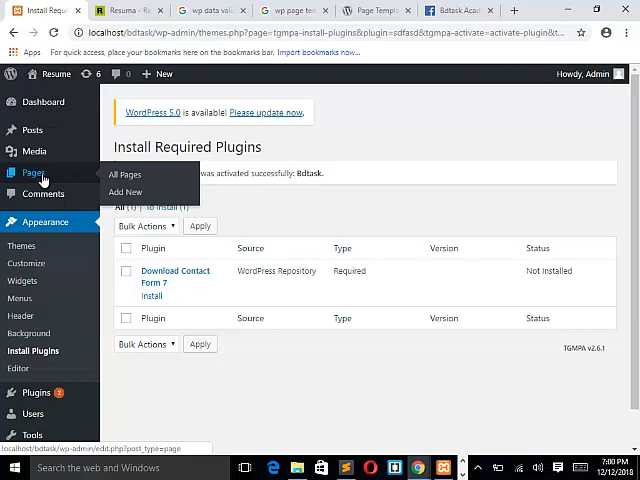 Install Requ
Resuma - Re
wp data vali
wp page ten
Page Templa
Bdtask Aca
localhost/bdtask/wp-admin/themes.php?page=tgmpa-install-plugins&plugin=sdfasd&tgmpa-activate=activate-plugin&t...
Apps
For quick access, place your bookmarks here on the bookmarks bar. Import bookmarks now...
Resume
6
0
New
Howdy, Admin
Dashboard
WordPress 5.0 is available! Please update now.
Posts
Media
Install Required Plugins
Pages
All Pages
was activated successfully: Bdtask.
Add New
Comments
All (1) | To Install (1)
Appearance
Bulk Actions
Apply
Themes
Plugin
Source
Type
Version
Status
Customize
Download Contact Form 7
WordPress Repository
Required
Not Installed
Widgets
Install
Menus
Header
Plugin
Source
Type
Version
Status
Background
Bulk Actions
Apply
Install Plugins
TGMPA v2.6.1
Editor
Plugins 2
Users
Tools
localhost/bdtask/wp-admin/edit.php?post_type=page
Search the web and Windows
7:00 PM
12/12/2018